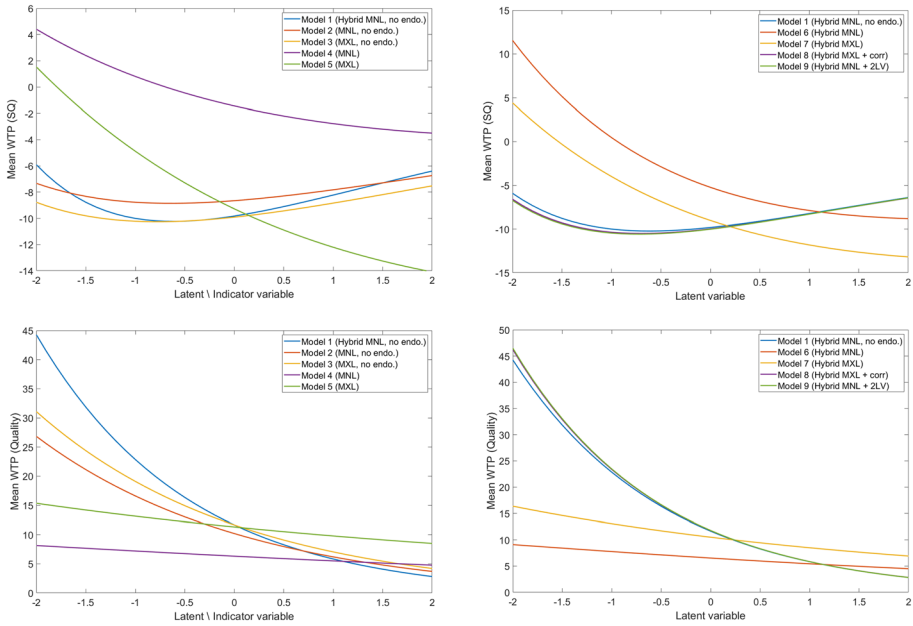 6
4
2
0
-2
-4
-6
-8
-10
-12
-14
Mean WTP (SQ)
-2 -1.5 -1 -0.5 0 0.5 1 1.5 2
Latent \ Indicator variable
Model 1 (Hybrid MNL, no endo.)
Model 2 (MNL, no endo.)
Model 3 (MXL, no endo.)
Model 4 (MNL)
Model 5 (MXL)
15
10
5
0
-5
-10
-15
Mean WTP (SQ)
-2 -1.5 -1 -0.5 0 0.5 1 1.5 2
Latent variable
Model 1 (Hybrid MNL, no endo.)
Model 6 (Hybrid MNL)
Model 7 (Hybrid MXL)
Model 8 (Hybrid MXL + corr)
Model 9 (Hybrid MNL + 2LV)
45
40
35
30
25
20
15
10
5
0
Mean WTP (Quality)
-2 -1.5 -1 -0.5 0 0.5 1 1.5 2
Latent \ Indicator variable
Model 1 (Hybrid MNL, no endo.)
Model 2 (MNL, no endo.)
Model 3 (MXL, no endo.)
Model 4 (MNL)
Model 5 (MXL)
50
45
40
35
30
25
20
15
10
5
0
Mean WTP (Quality)
-2 -1.5 -1 -0.5 0 0.5 1 1.5 2
Latent variable
Model 1 (Hybrid MNL, no endo.)
Model 6 (Hybrid MNL)
Model 7 (Hybrid MXL)
Model 8 (Hybrid MXL + corr)
Model 9 (Hybrid MNL + 2LV)